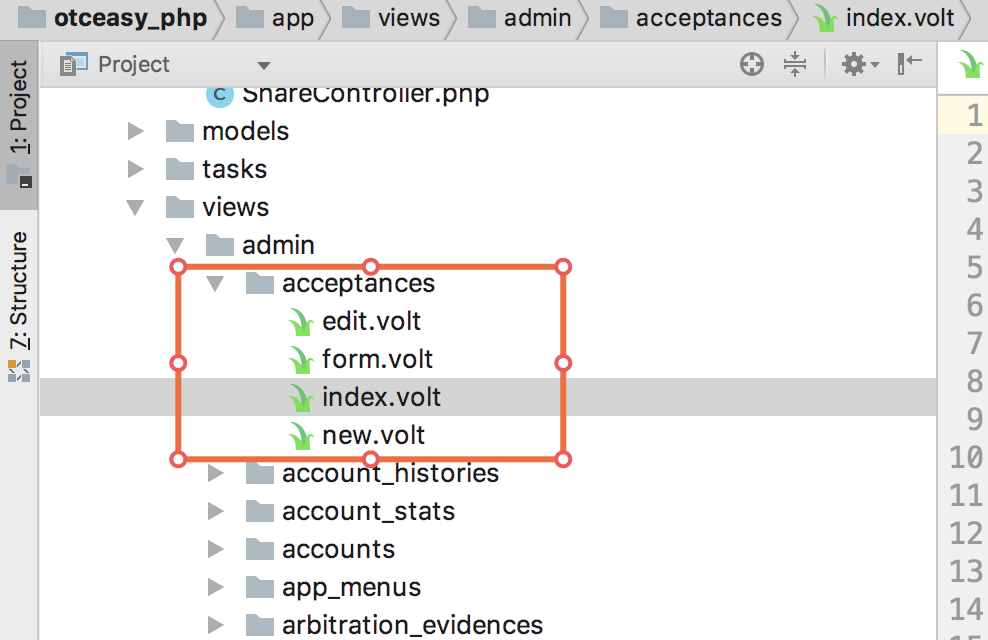 otceasy_php app views admin acceptances index.volt
Project
1: Project
7: Structure
C ShareController.php
models
tasks
views
admin
acceptances
edit.volt
form.volt
index.volt
new.volt
account_histories
account_stats
accounts
app_menus
arbitration_evidences
1
2
3
4
5
6
7
8
9
10
11
12
13
14